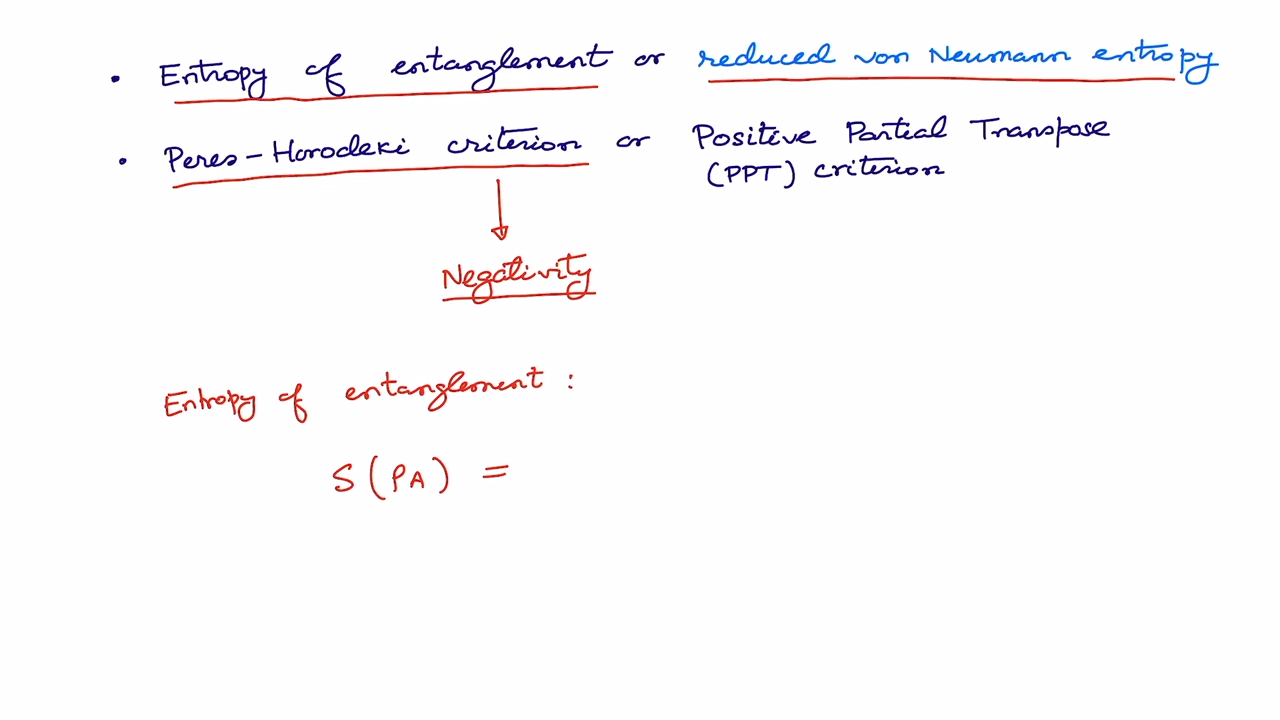 • Entropy of entanglement or reduced von Neumann entropy
• Peres-Horodeki criterion or Positive Partial Transpose
(PPT) criterion
Negativity
Entropy of entanglement :
S(ρA) =